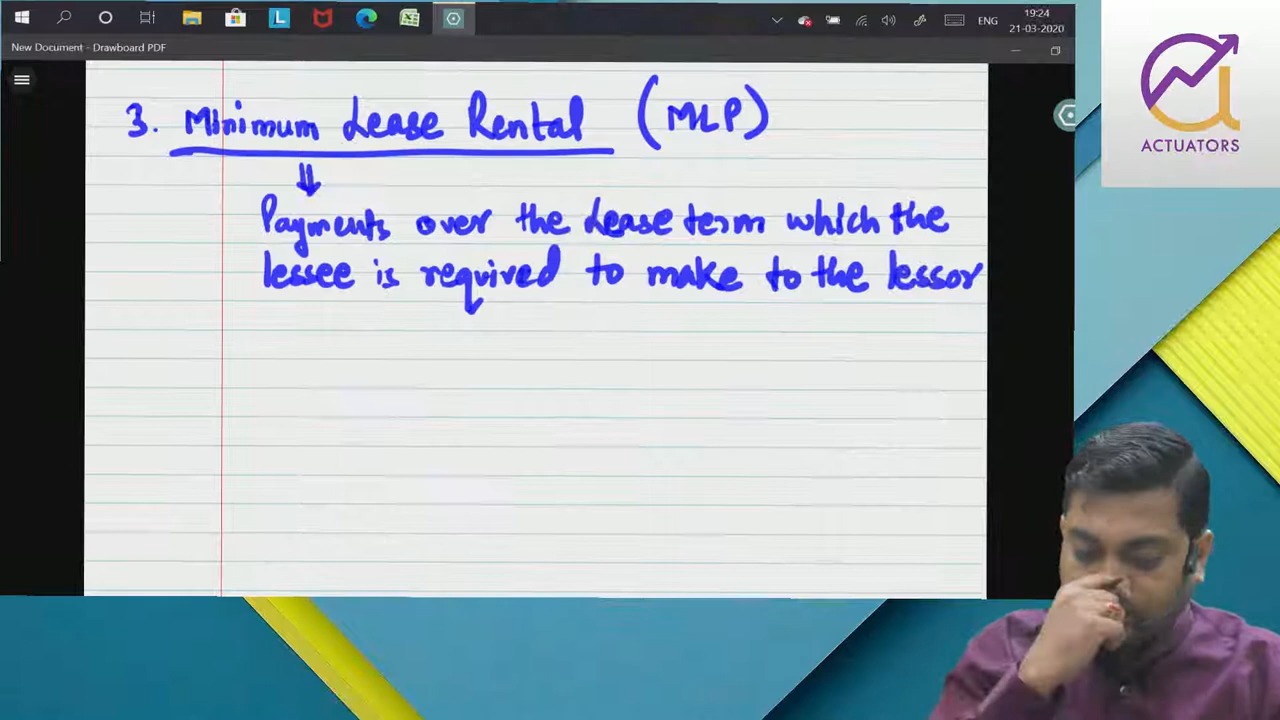 19:24
ENG
21-03-2020
New Document - Drawboard PDF
3. Minimum Lease Rental (MLP)
Payments over the Lease term which the
lessee is required to make to the lessor
ACTUATORS